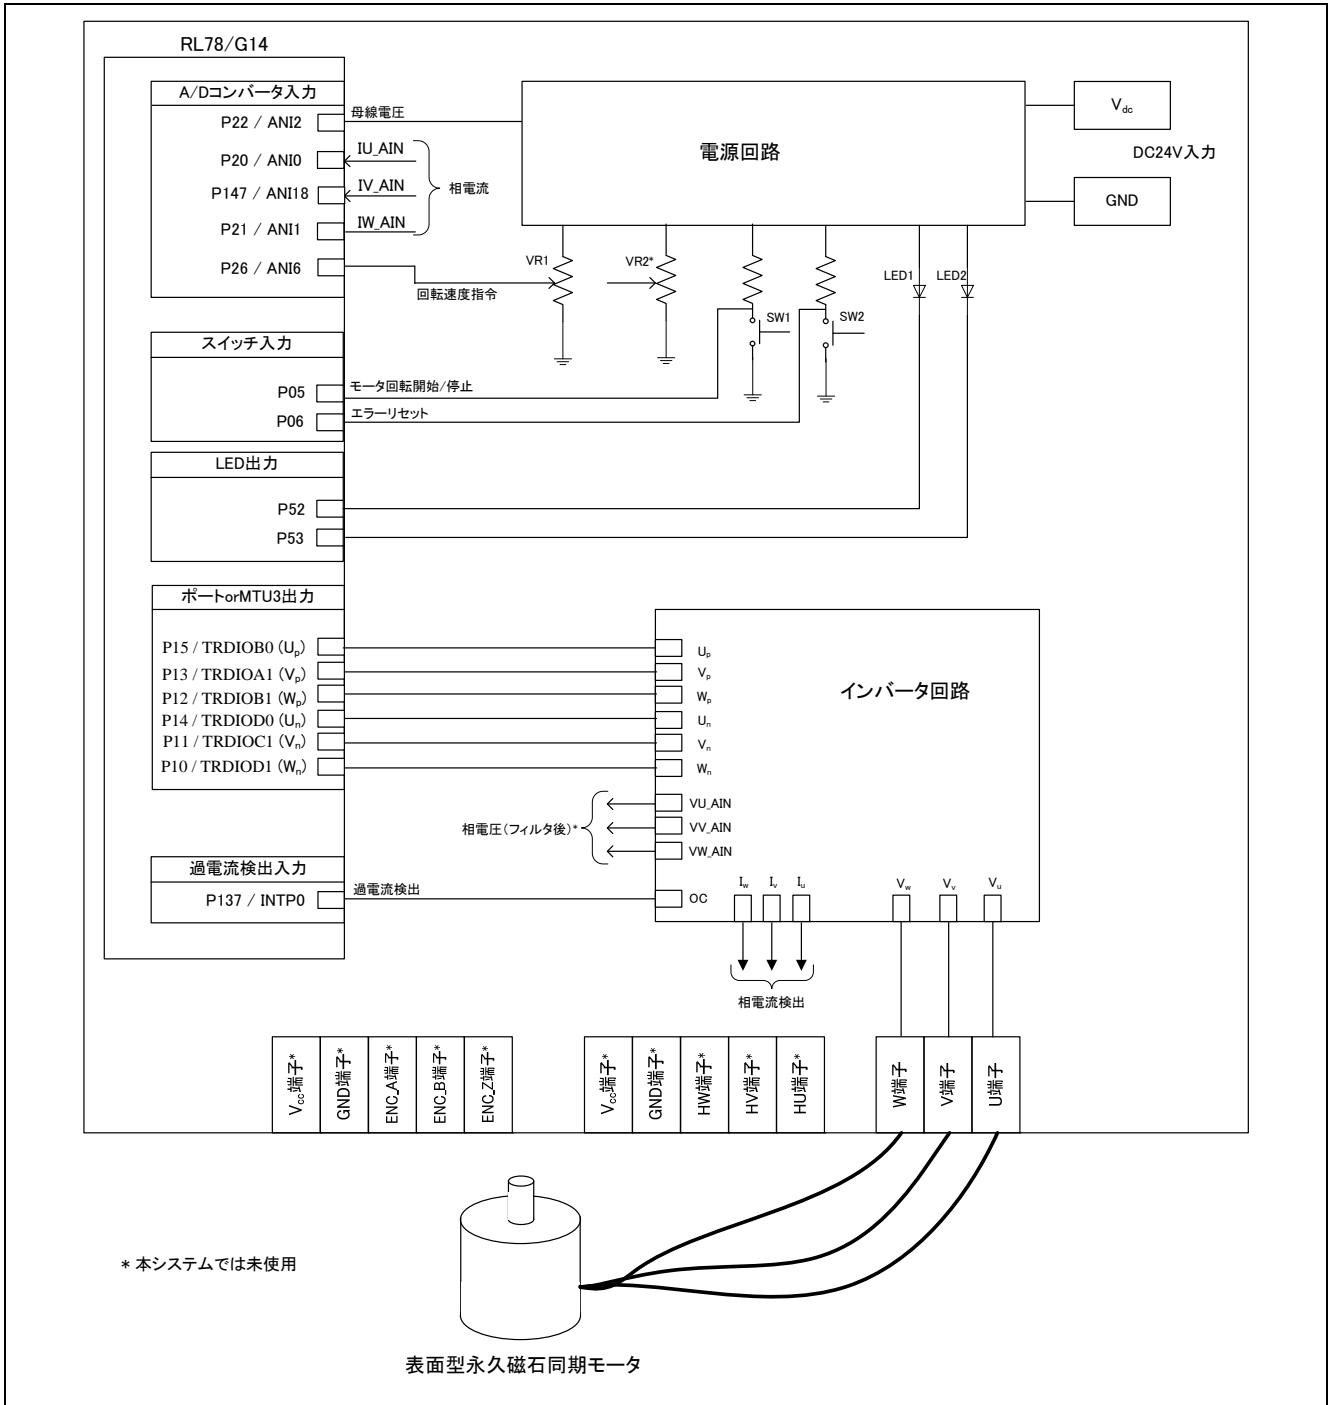 RL78/G14
A/Dコンバータ入力
P22 / ANI2
P20 / ANI0
P147 / ANI18
P21 / ANI1
P26 / ANI6
母線電圧
IU_AIN
IV_AIN
IW_AIN
相電流
回転速度指令
電源回路
Vdc
DC24V入力
GND
VR1
VR2*
SW1
SW2
LED1
LED2
スイッチ入力
P05
P06
モータ回転開始/停止
エラーリセット
LED出力
P52
P53
ポートorMTU3出力
P15 / TRDIOB0 (Up)
P13 / TRDIOA1 (Vp)
P12 / TRDIOB1 (Wp)
P14 / TRDIOD0 (Un)
P11 / TRDIOC1 (Vn)
P10 / TRDIOD1 (Wn)
インバータ回路
Up
Vp
Wp
Un
Vn
Wn
VU_AIN
VV_AIN
VW_AIN
相電圧(フィルタ後)*
過電流検出入力
P137 / INTP0
過電流検出
OC
Iw
Iv
Iu
Vw
Vv
Vu
相電流検出
Vcc端子*
GND端子*
ENC_A端子*
ENC_B端子*
ENC_Z端子*
Vcc端子*
GND端子*
HW端子*
HV端子*
HU端子*
W端子
V端子
U端子
* 本システムでは未使用
表面型永久磁石同期モータ